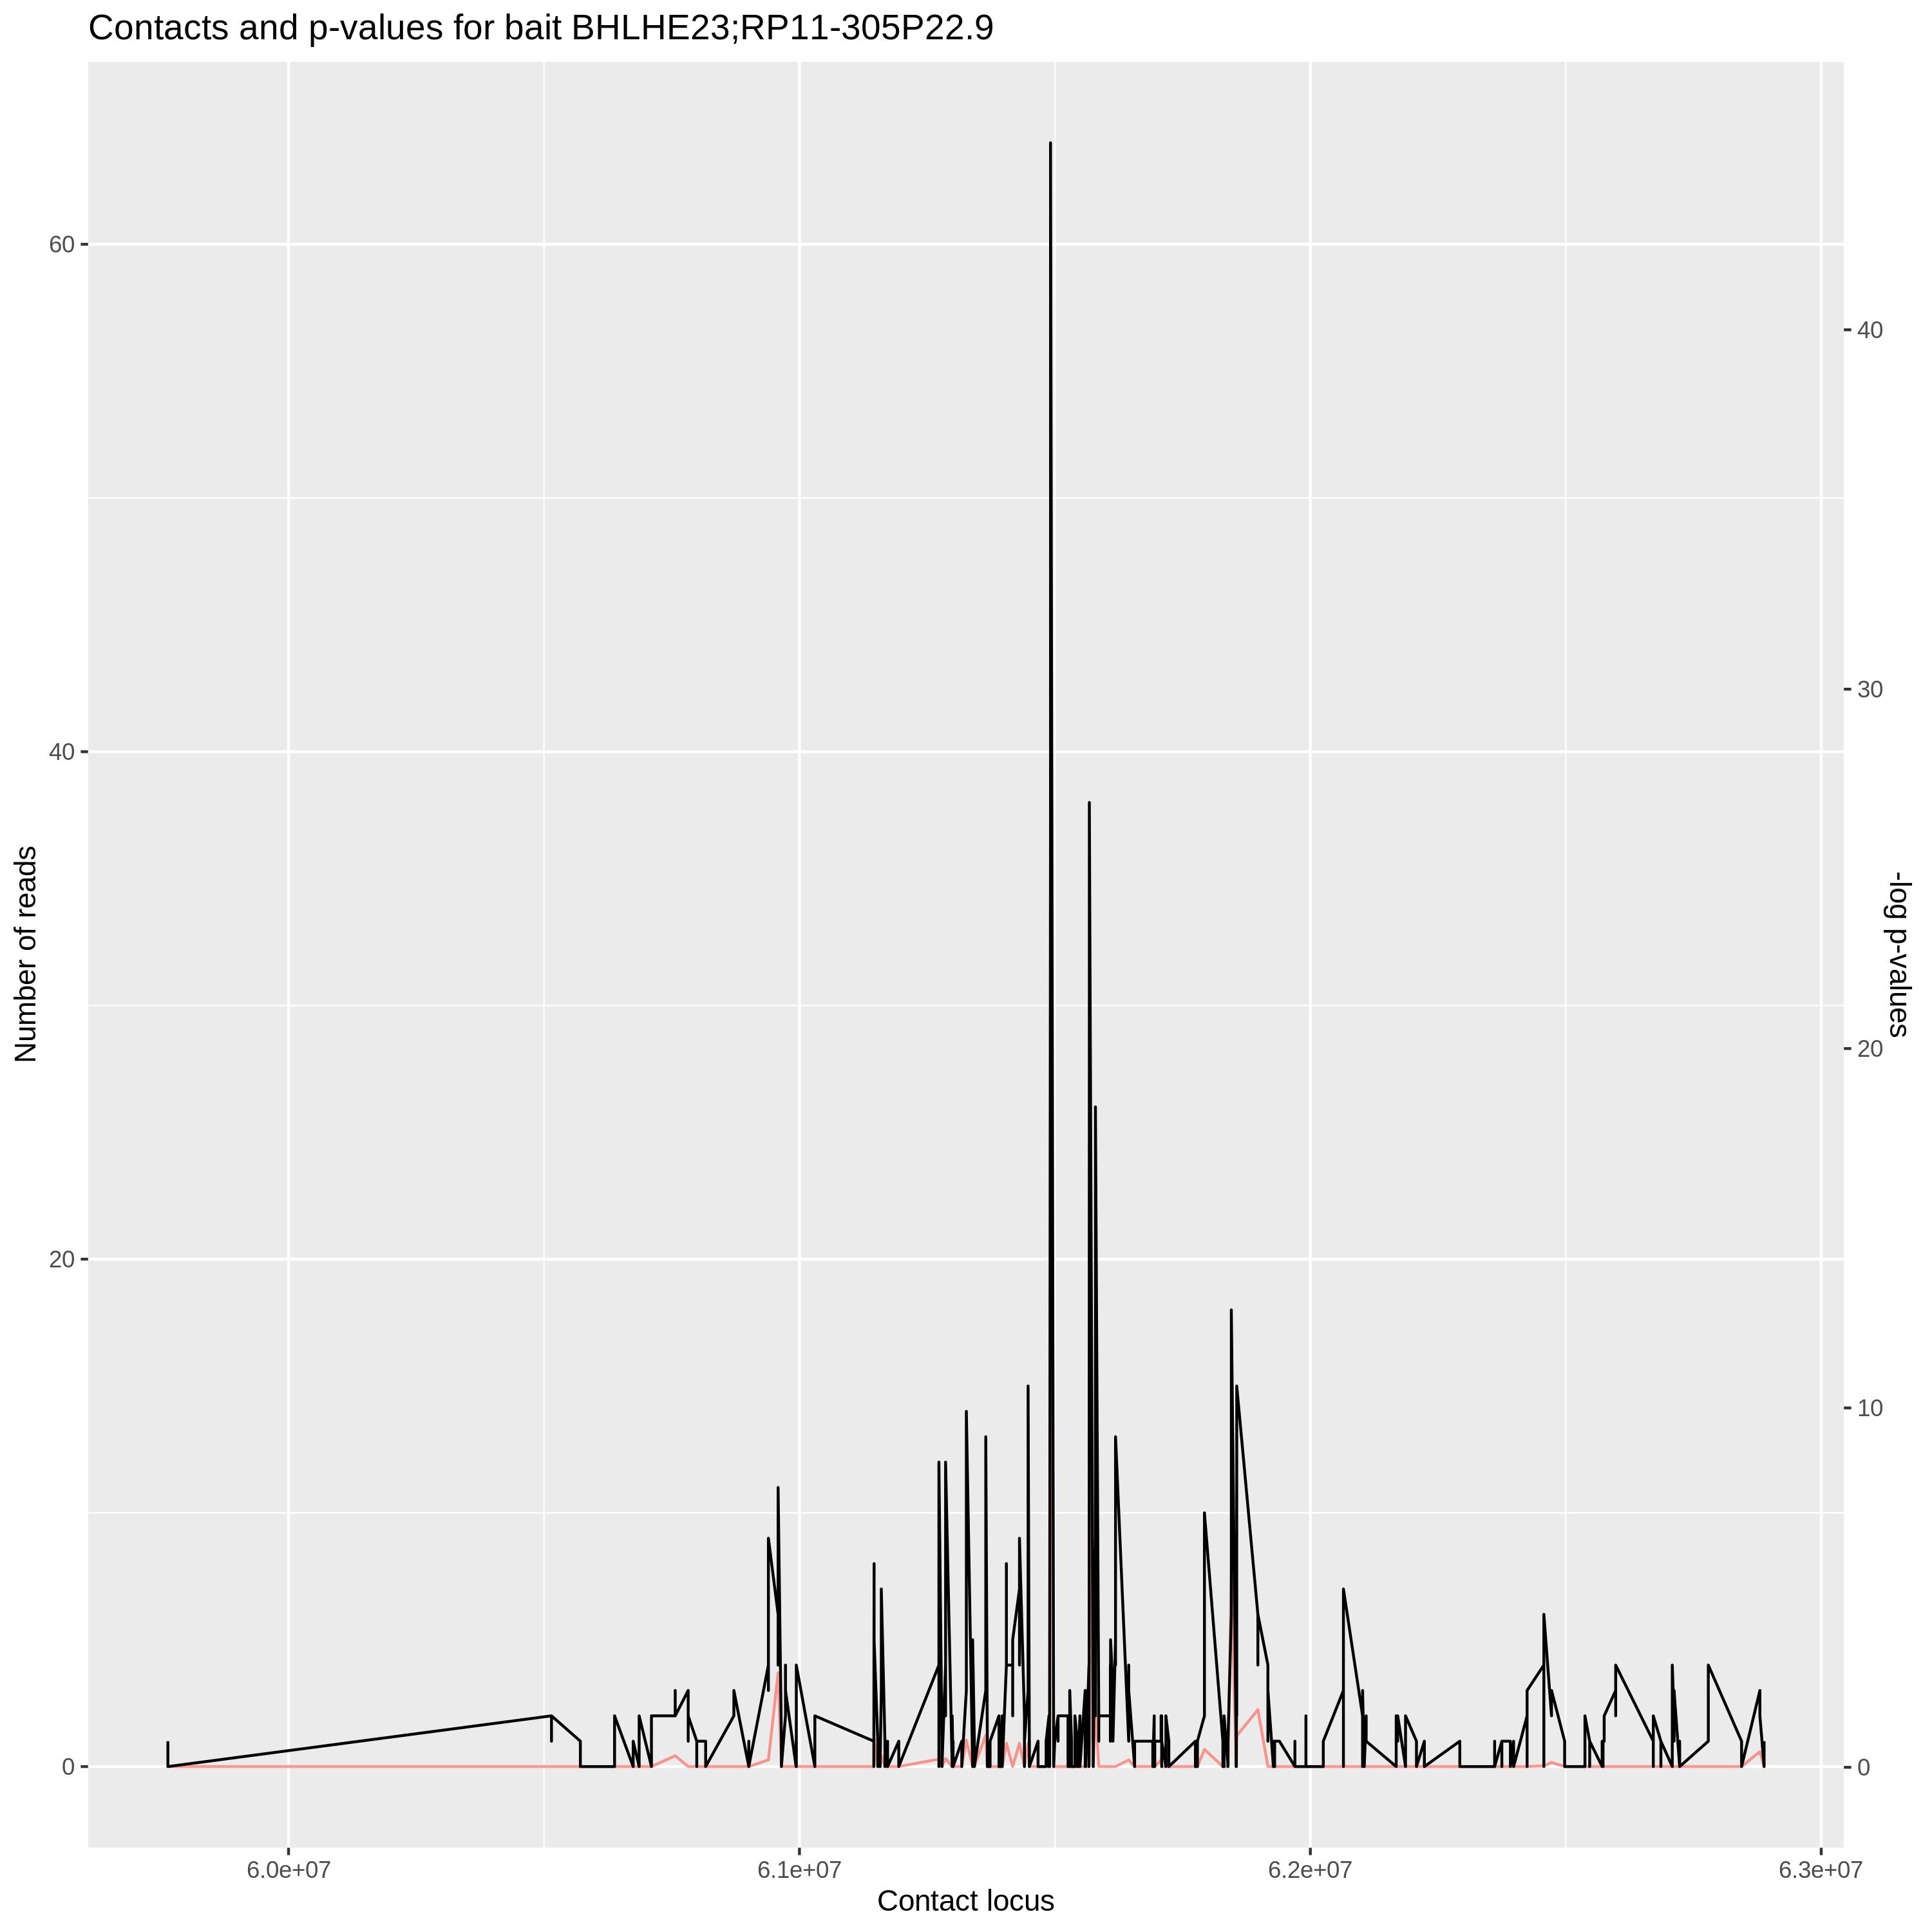 Contacts and p-values for bait BHLHE23;RP11-305P22.9
60
40
20
0
Number of reads
40
30
20
10
0
-log p-values
6.0e+07
6.1e+07
6.2e+07
6.3e+07
Contact locus